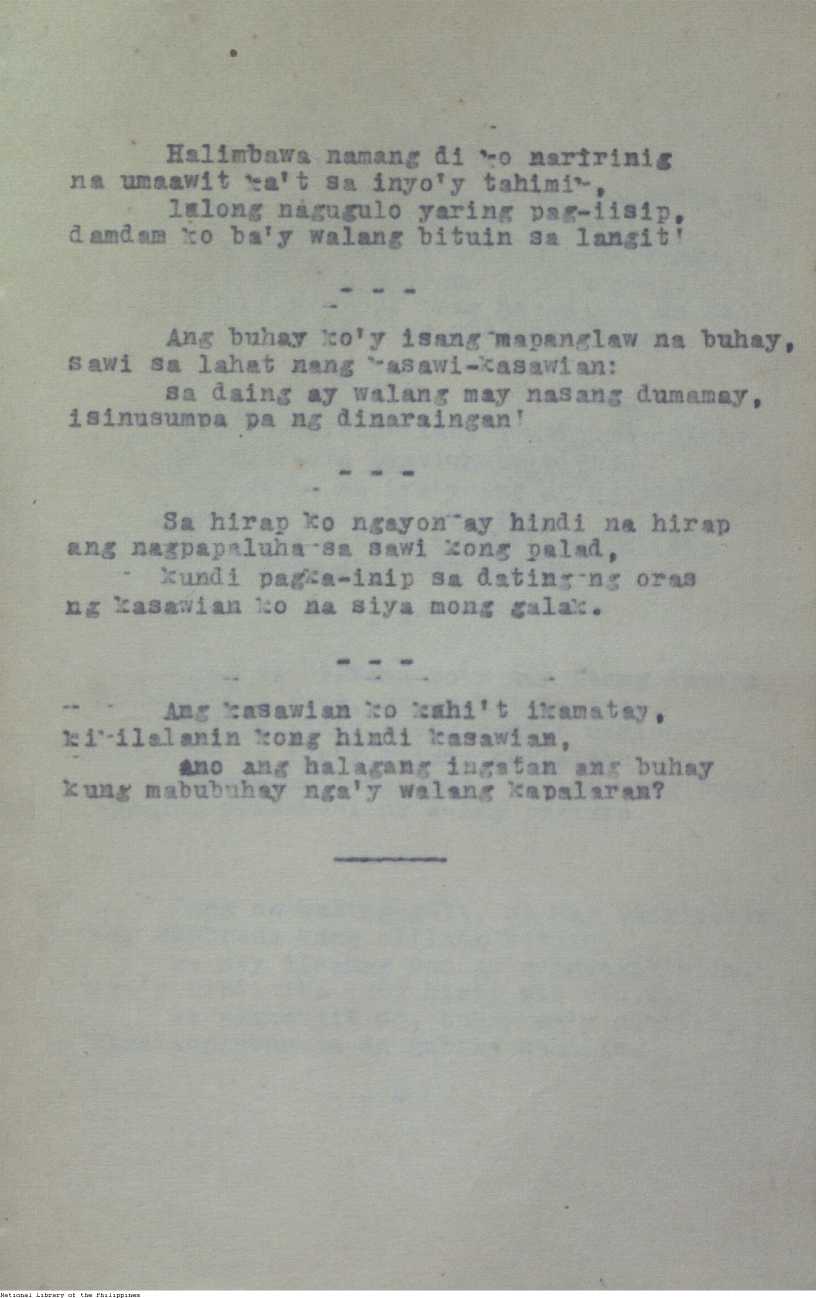 Halimbawa namang di ko naririnig
na umaawit ka't sa inyo'y tahimik,
lalong nagugulo yaring pag-iisip,
damdam ko ba'y walang bituin sa langit'
- - -
Ang buhay ko'y isang mapanglaw na buhay,
sawi sa lahat nang kasawi-kasawian:
sa daing ay walang may nasang dumamay,
isinusumpa pa ng dinaraingan'
- - -
Sa hirap ko ngayon ay hindi na hirap
ang nagpapaluha sa sawi kong palad,
kundi pagka-inip sa dating ng oras
ng kasawian ko na siya mong galak.
- - -
Ang kasawian ko kahi't ikamatay,
kikilalanin kong hindi kasawian,
ano ang halagang ingatan ang buhay
kung mabubuhay nga'y walang kapalaran?
National Library of the Philippines